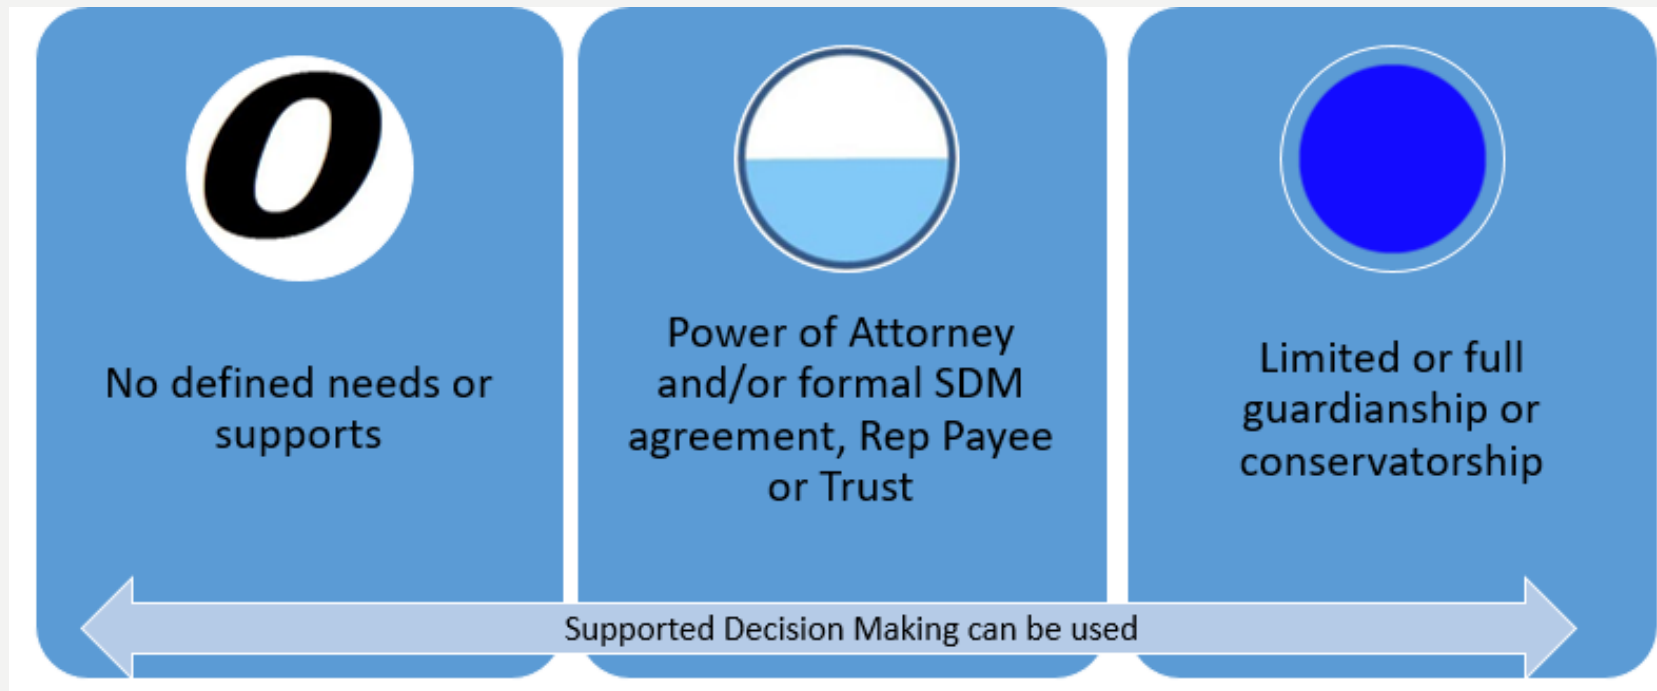 0
No defined needs or
supports
Power of Attorney
and/or formal SDM
agreement, Rep Payee
or Trust
Limited or full
guardianship or
conservatorship
Supported Decision Making can be used